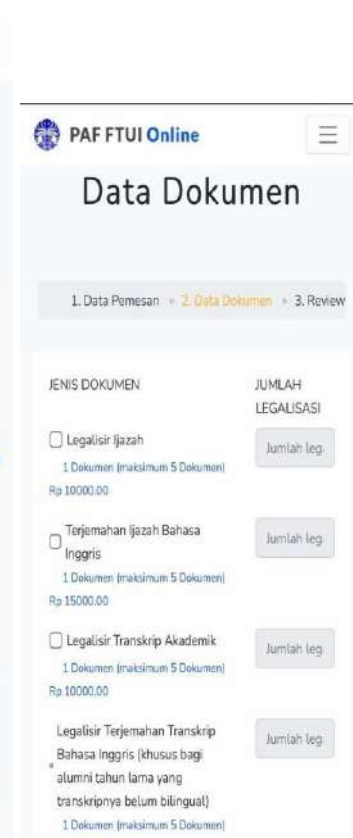 PAF FTUI Online
Data Dokumen
1. Data Pemesan » 2. Data Dokumen » 3. Review
JENIS DOKUMEN
JUMLAH
LEGALISASI
Legalisir Ijazah
Jumlah leg.
1 Dokumen (maksimum 5 Dokumen)
Rp 10000.00
Terjemahan Ijazah Bahasa
Inggris
Jumlah leg.
1 Dokumen (maksimum 5 Dokumen)
Rp 15000.00
Legalisir Transkrip Akademik
Jumlah leg.
1 Dokumen (maksimum 5 Dokumen)
Rp 10000.00
Legalisir Terjemahan Transkrip
Bahasa Inggris (khusus bagi
alumni tahun lama yang
transkripnya belum bilingual)
Jumlah leg.
1 Dokumen (maksimum 5 Dokumen)